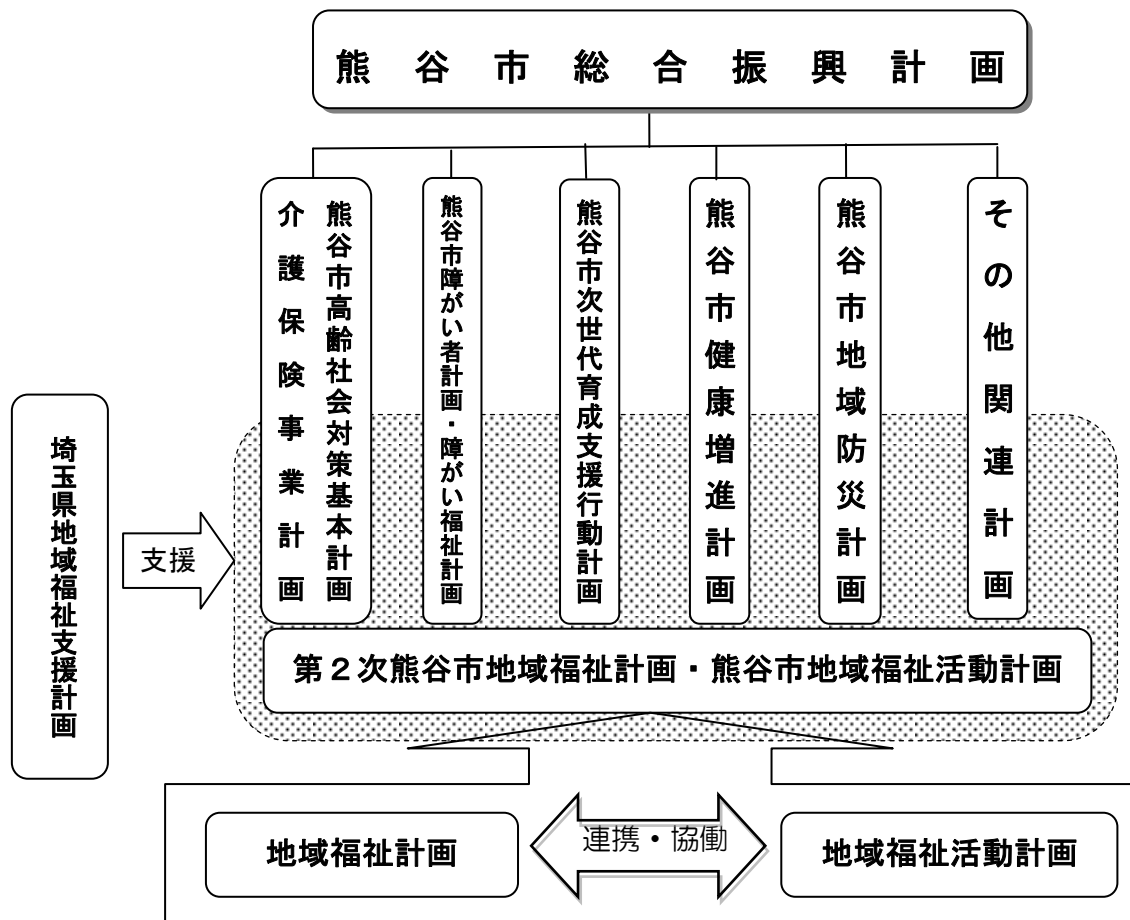 熊谷市総合振興計画
熊谷市高齢社会対策基本計画
介護保険事業計画
熊谷市障がい者計画・障がい福祉計画
熊谷市次世代育成支援行動計画
熊谷市健康増進計画
熊谷市地域防災計画
その他関連計画
埼玉県地域福祉支援計画
支援
第２次熊谷市地域福祉計画・熊谷市地域福祉活動計画
地域福祉計画
連携・協働
地域福祉活動計画